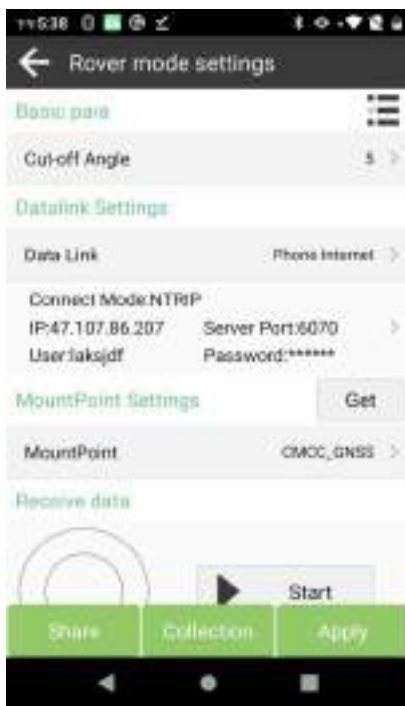 5:38
Rover mode settings
Basic para
Cut-off Angle 5
Datalink Settings
Data Link Phone Internet
Connect Mode:NTRIP
IP:47.107.86.207 Server Port:6070
User:laksjdf Password:******
MountPoint Settings Get
MountPoint CMCC_GNSS
Receive data
Start
Share Collection Apply